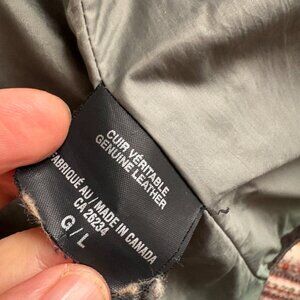 CUIR VÉRITABLE
GENUINE LEATHER
FABRIQUÉ AU / MADE IN CANADA
CA 26234
G / L